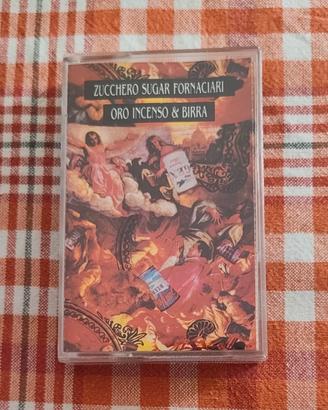 ZUCCHERO SUGAR FORNACIARI
ORO INCENSO & BIRRA